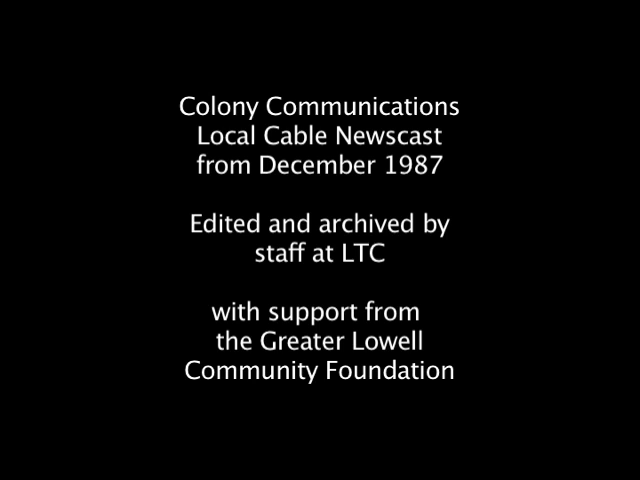 Colony Communications
Local Cable Newscast
from December 1987
Edited and archived by
staff at LTC
with support from
the Greater Lowell
Community Foundation